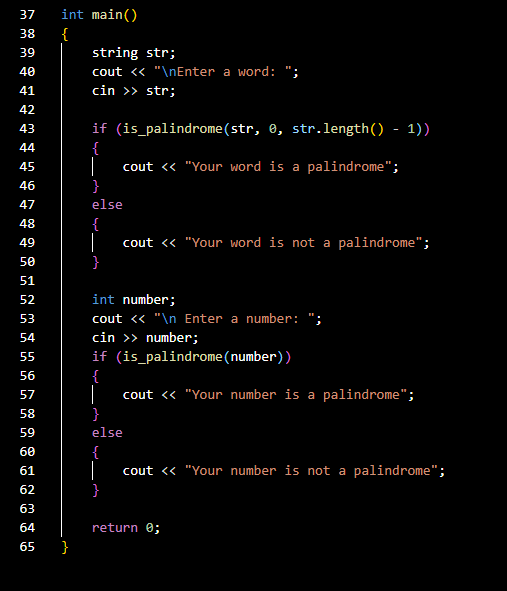 37 int main()
38 {
39     string str;
40     cout << "\nEnter a word: ";
41     cin >> str;
42
43     if (is_palindrome(str, 0, str.length() - 1))
44     {
45         cout << "Your word is a palindrome";
46     }
47     else
48     {
49         cout << "Your word is not a palindrome";
50     }
51
52     int number;
53     cout << "\n Enter a number: ";
54     cin >> number;
55     if (is_palindrome(number))
56     {
57         cout << "Your number is a palindrome";
58     }
59     else
60     {
61         cout << "Your number is not a palindrome";
62     }
63
64     return 0;
65 }